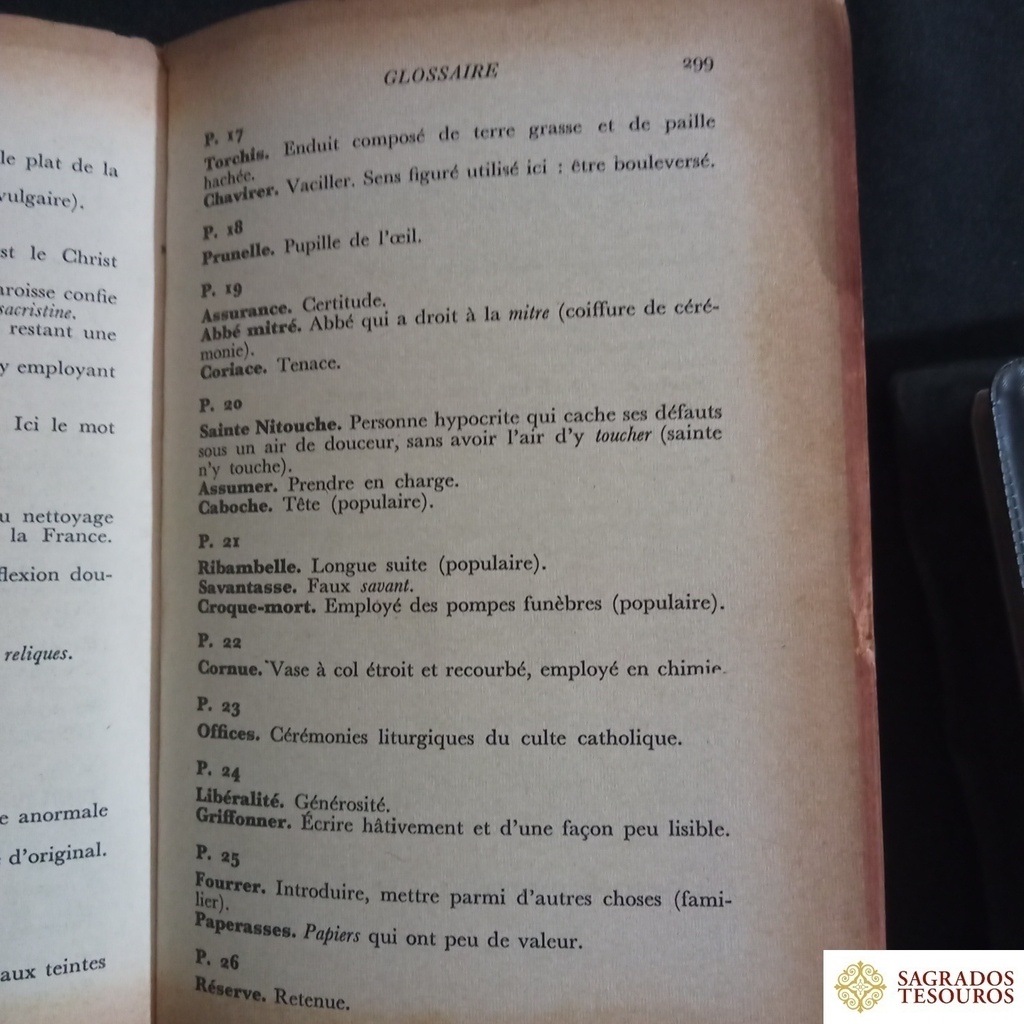 le plat de la
vulgaire).
st le Christ
aroisse confie
sacristine.
restant une
y employant
Ici le mot
u nettoyage
la France.
flexion dou-
reliques.
e anormale
d'original.
aux teintes
GLOSSAIRE 299
P. 17
Torchis. Enduit composé de terre grasse et de paille
hachée.
Chavirer. Vaciller. Sens figuré utilisé ici : être bouleversé.
P. 18
Prunelle. Pupille de l'œil.
P. 19
Assurance. Certitude.
Abbé mitré. Abbé qui a droit à la mitre (coiffure de céré-
monie).
Coriace. Tenace.
P. 20
Sainte Nitouche. Personne hypocrite qui cache ses défauts
sous un air de douceur, sans avoir l'air d'y toucher (sainte
n'y touche).
Assumer. Prendre en charge.
Caboche. Tête (populaire).
P. 21
Ribambelle. Longue suite (populaire).
Savantasse. Faux savant.
Croque-mort. Employé des pompes funèbres (populaire).
P. 22
Cornue. Vase à col étroit et recourbé, employé en chimie.
P. 23
Offices. Cérémonies liturgiques du culte catholique.
P. 24
Libéralité. Générosité.
Griffonner. Écrire hâtivement et d'une façon peu lisible.
P. 25
Fourrer. Introduire, mettre parmi d'autres choses (fami-
lier).
Paperasses. Papiers qui ont peu de valeur.
P. 26
Réserve. Retenue.
SAGRADOS
TESOUROS